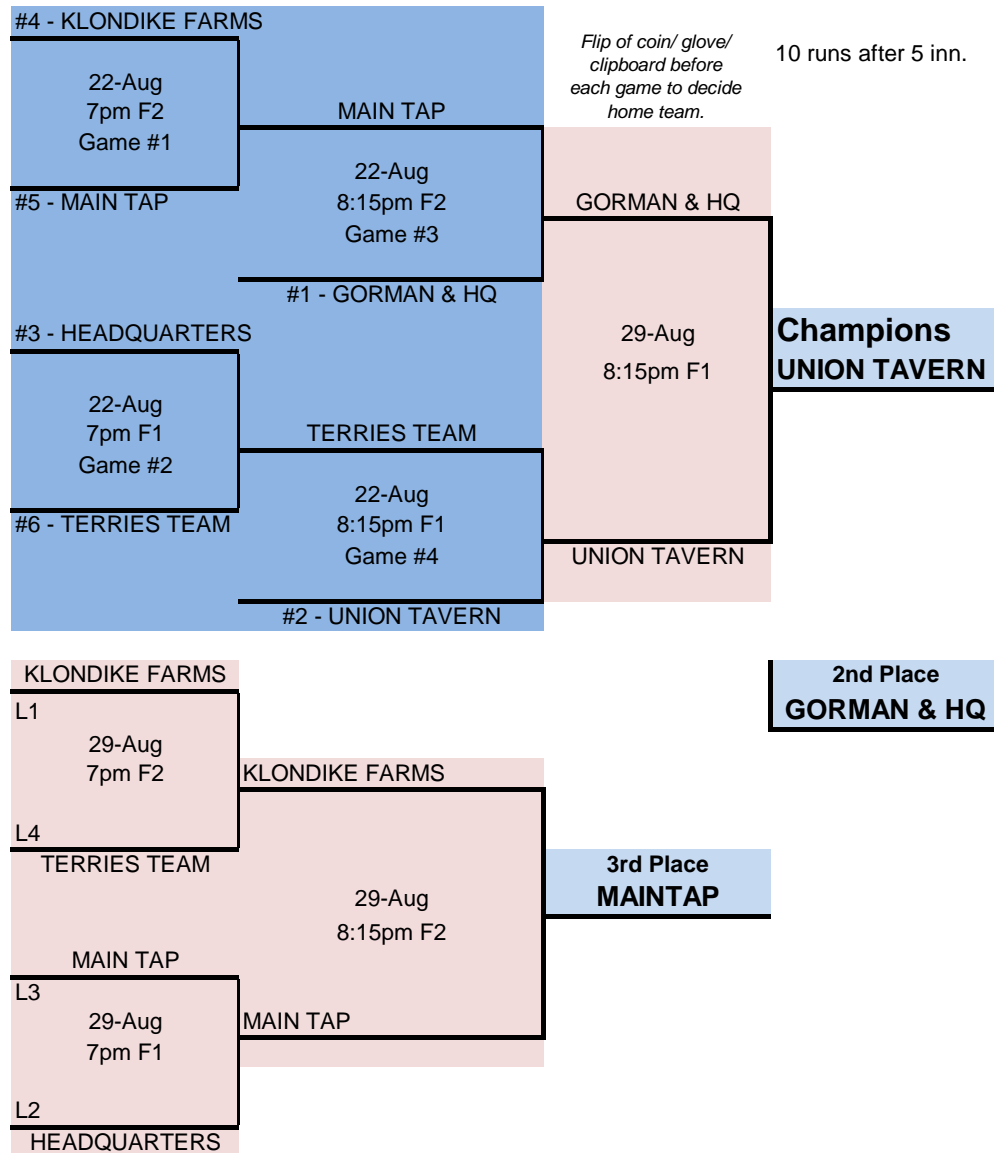 #4 - KLONDIKE FARMS
Flip of coin/ glove/
clipboard before
each game to decide
home team.
10 runs after 5 inn.
22-Aug
7pm F2
Game #1
MAIN TAP
#5 - MAIN TAP
22-Aug
8:15pm F2
Game #3
GORMAN & HQ
#1 - GORMAN & HQ
#3 - HEADQUARTERS
29-Aug
8:15pm F1
Champions
UNION TAVERN
22-Aug
7pm F1
Game #2
TERRIES TEAM
#6 - TERRIES TEAM
22-Aug
8:15pm F1
Game #4
UNION TAVERN
#2 - UNION TAVERN
KLONDIKE FARMS
2nd Place
GORMAN & HQ
L1
29-Aug
7pm F2
KLONDIKE FARMS
L4
TERRIES TEAM
29-Aug
8:15pm F2
3rd Place
MAINTAP
MAIN TAP
L3
29-Aug
7pm F1
MAIN TAP
L2
HEADQUARTERS